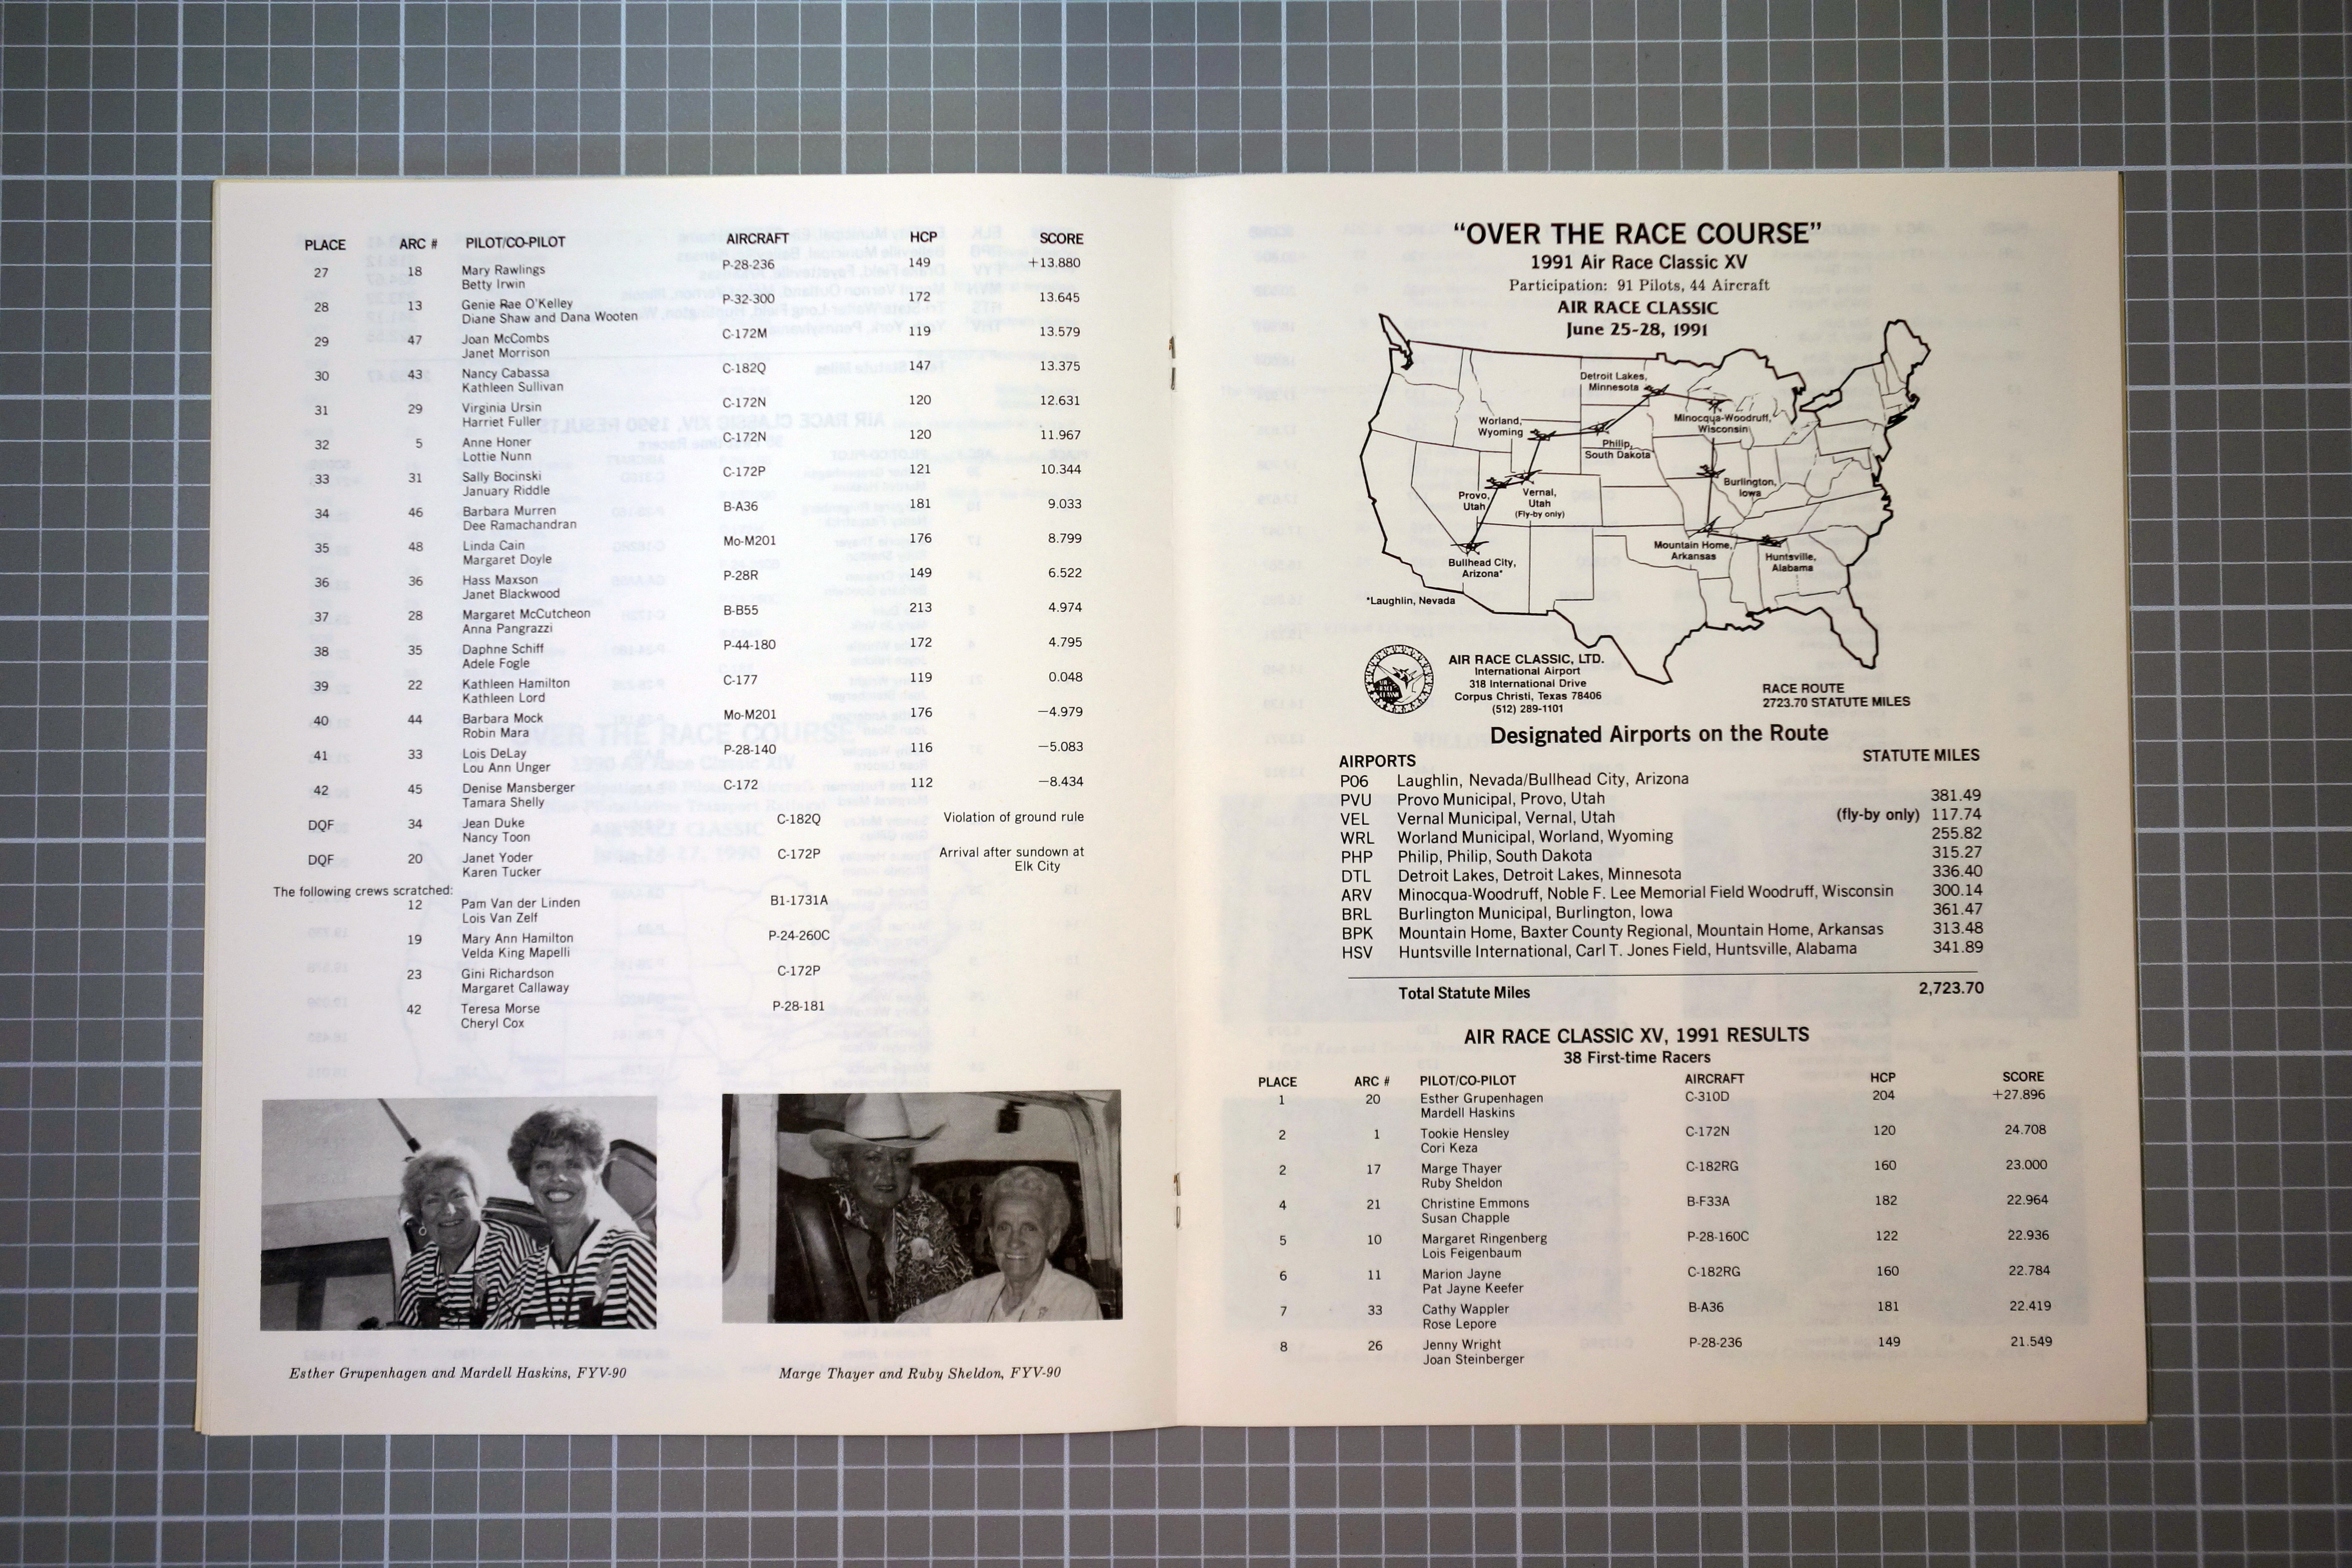 PLACE ARC # PILOT/CO-PILOT AIRCRAFT HCP SCORE
27 18 Mary Rawlings P-28-236 149 +13.880
Betty Irwin
28 13 Genie Rae O'Kelley P-32-300 172 13.645
Diane Shaw and Dana Wooten
29 47 Joan McCombs C-172M 119 13.579
Janet Morrison
30 43 Nancy Cabassa C-182Q 147 13.375
Kathleen Sullivan
31 29 Virginia Ursin C-172N 120 12.631
Harriet Fuller
32 5 Anne Honer C-172N 120 11.967
Lottie Nunn
33 31 Sally Bocinski C-172P 121 10.344
January Riddle
34 46 Barbara Murren B-A36 181 9.033
Dee Ramachandran
35 48 Linda Cain Mo-M201 176 8.799
Margaret Doyle
36 36 Hass Maxson P-28R 149 6.522
Janet Blackwood
37 28 Margaret McCutcheon B-B55 213 4.974
Anna Pangrazzi
38 35 Daphne Schiff P-44-180 172 4.795
Adele Fogle
39 22 Kathleen Hamilton C-177 119 0.048
Kathleen Lord
40 44 Barbara Mock Mo-M201 176 −4.979
Robin Mara
41 33 Lois DeLay P-28-140 116 −5.083
Lou Ann Unger
42 45 Denise Mansberger C-172 112 −8.434
Tamara Shelly
DQF 34 Jean Duke C-182Q Violation of ground rule
Nancy Toon
DQF 20 Janet Yoder C-172P Arrival after sundown at
Karen Tucker Elk City
The following crews scratched:
12 Pam Van der Linden B1-1731A
Lois Van Zelf
19 Mary Ann Hamilton P-24-260C
Velda King Mapelli
23 Gini Richardson C-172P
Margaret Callaway
42 Teresa Morse P-28-181
Cheryl Cox
Esther Grupenhagen and Mardell Haskins, FYV-90
Marge Thayer and Ruby Sheldon, FYV-90
“OVER THE RACE COURSE”
1991 Air Race Classic XV
Participation: 91 Pilots, 44 Aircraft
AIR RACE CLASSIC
June 25-28, 1991
Detroit Lakes,
Minnesota
Minocqua-Woodruff,
Wisconsin
Worland,
Wyoming
Philip,
South Dakota
Burlington,
Iowa
Provo,
Utah
Vernal,
Utah
(Fly-by only)
Mountain Home,
Arkansas
Huntsville,
Alabama
Bullhead City,
Arizona*
*Laughlin, Nevada
AIR RACE CLASSIC, LTD.
International Airport
318 International Drive
Corpus Christi, Texas 78406
(512) 289-1101
RACE ROUTE
2723.70 STATUTE MILES
Designated Airports on the Route
AIRPORTS STATUTE MILES
P06 Laughlin, Nevada/Bullhead City, Arizona
PVU Provo Municipal, Provo, Utah 381.49
VEL Vernal Municipal, Vernal, Utah (fly-by only) 117.74
WRL Worland Municipal, Worland, Wyoming 255.82
PHP Philip, Philip, South Dakota 315.27
DTL Detroit Lakes, Detroit Lakes, Minnesota 336.40
ARV Minocqua-Woodruff, Noble F. Lee Memorial Field Woodruff, Wisconsin 300.14
BRL Burlington Municipal, Burlington, Iowa 361.47
BPK Mountain Home, Baxter County Regional, Mountain Home, Arkansas 313.48
HSV Huntsville International, Carl T. Jones Field, Huntsville, Alabama 341.89
Total Statute Miles 2,723.70
AIR RACE CLASSIC XV, 1991 RESULTS
38 First-time Racers
PLACE ARC # PILOT/CO-PILOT AIRCRAFT HCP SCORE
1 20 Esther Grupenhagen C-310D 204 +27.896
Mardell Haskins
2 1 Tookie Hensley C-172N 120 24.708
Cori Keza
2 17 Marge Thayer C-182RG 160 23.000
Ruby Sheldon
4 21 Christine Emmons B-F33A 182 22.964
Susan Chapple
5 10 Margaret Ringenberg P-28-160C 122 22.936
Lois Feigenbaum
6 11 Marion Jayne C-182RG 160 22.784
Pat Jayne Keefer
7 33 Cathy Wappler B-A36 181 22.419
Rose Lepore
8 26 Jenny Wright P-28-236 149 21.549
Joan Steinberger